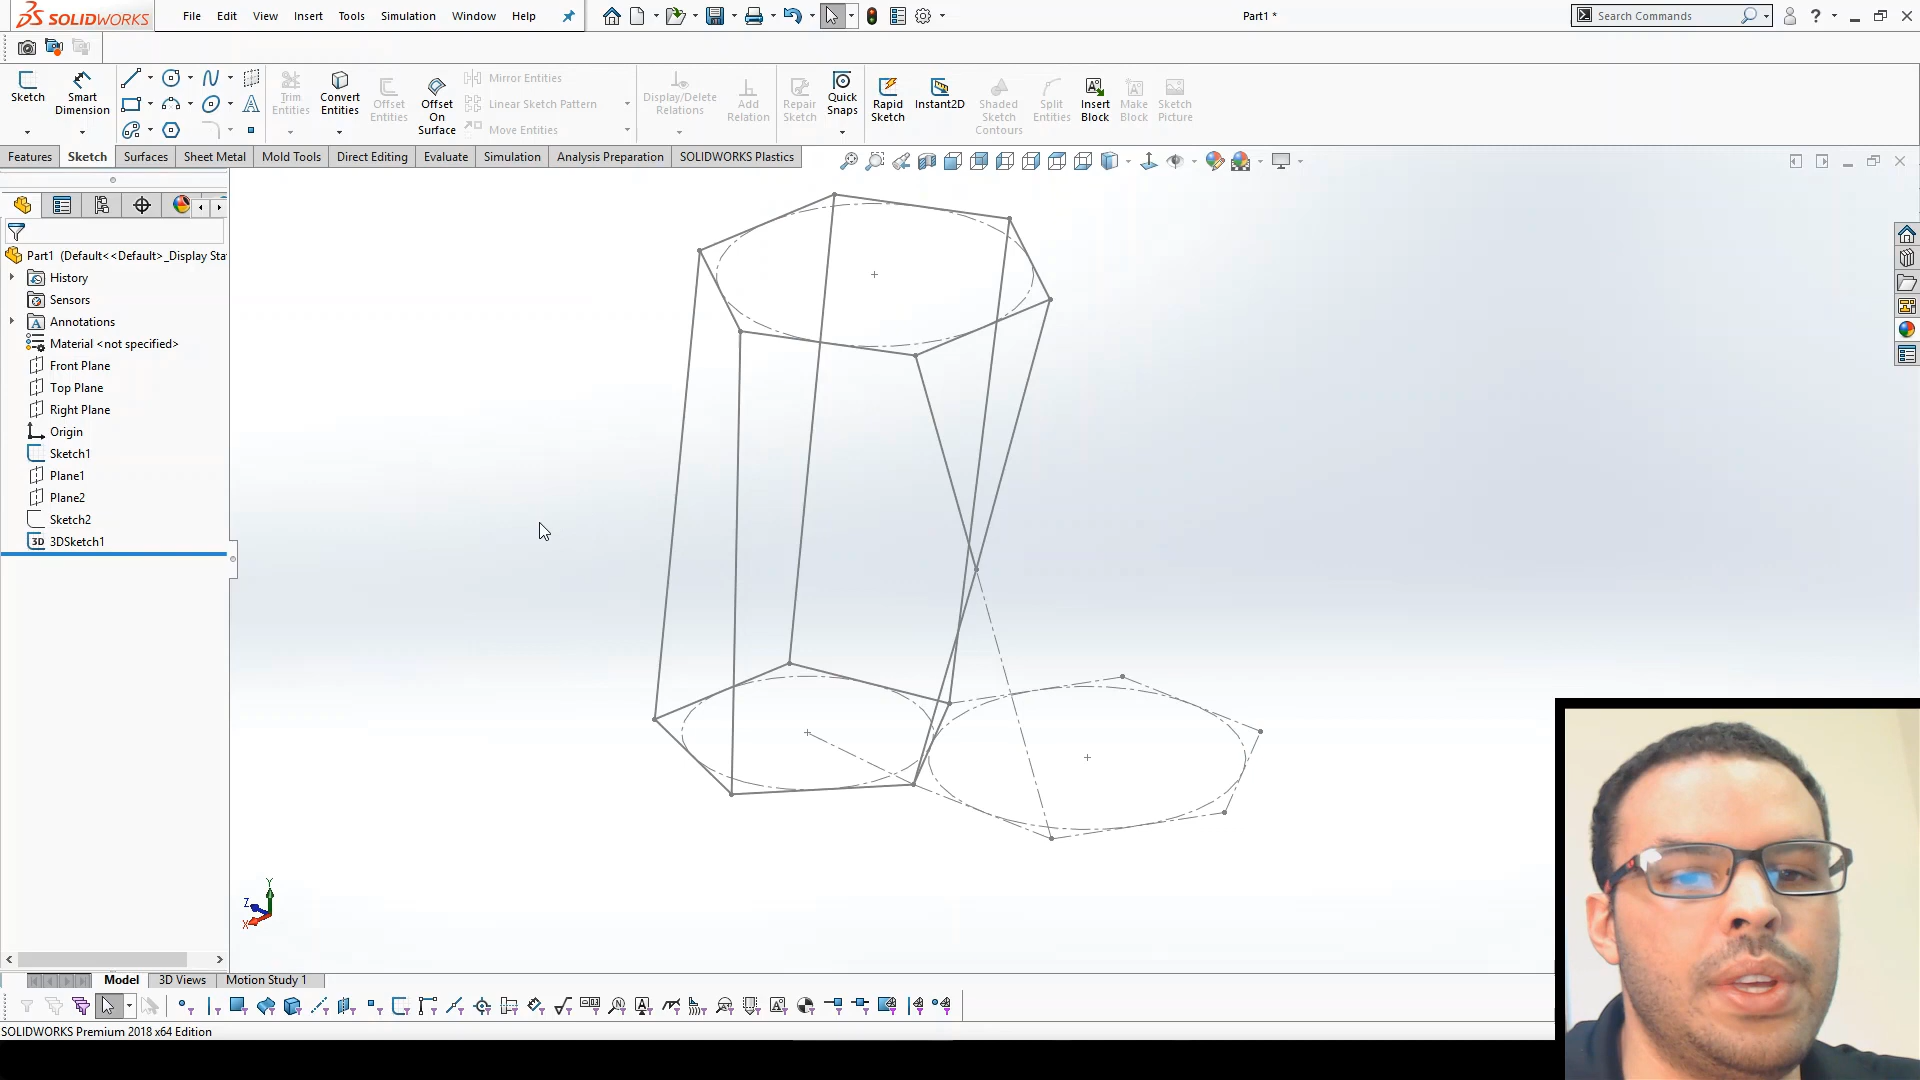 SOLIDWORKS File Edit View Insert Tools Simulation Window Help Part1 * Search Commands ?
Sketch Smart Dimension Trim Entities Convert Entities Offset Entities Offset On Surface Mirror Entities Linear Sketch Pattern Move Entities Display/Delete Relations Add Relation Repair Sketch Quick Snaps Rapid Sketch Instant2D Shaded Sketch Contours Split Entities Insert Block Make Block Sketch Picture
Features Sketch Surfaces Sheet Metal Mold Tools Direct Editing Evaluate Simulation Analysis Preparation SOLIDWORKS Plastics
Part1 (Default<<Default>_Display Sta
History
Sensors
Annotations
Material <not specified>
Front Plane
Top Plane
Right Plane
Origin
Sketch1
Plane1
Plane2
Sketch2
3D 3DSketch1
Y
Z
X
Model 3D Views Motion Study 1
SOLIDWORKS Premium 2018 x64 Edition